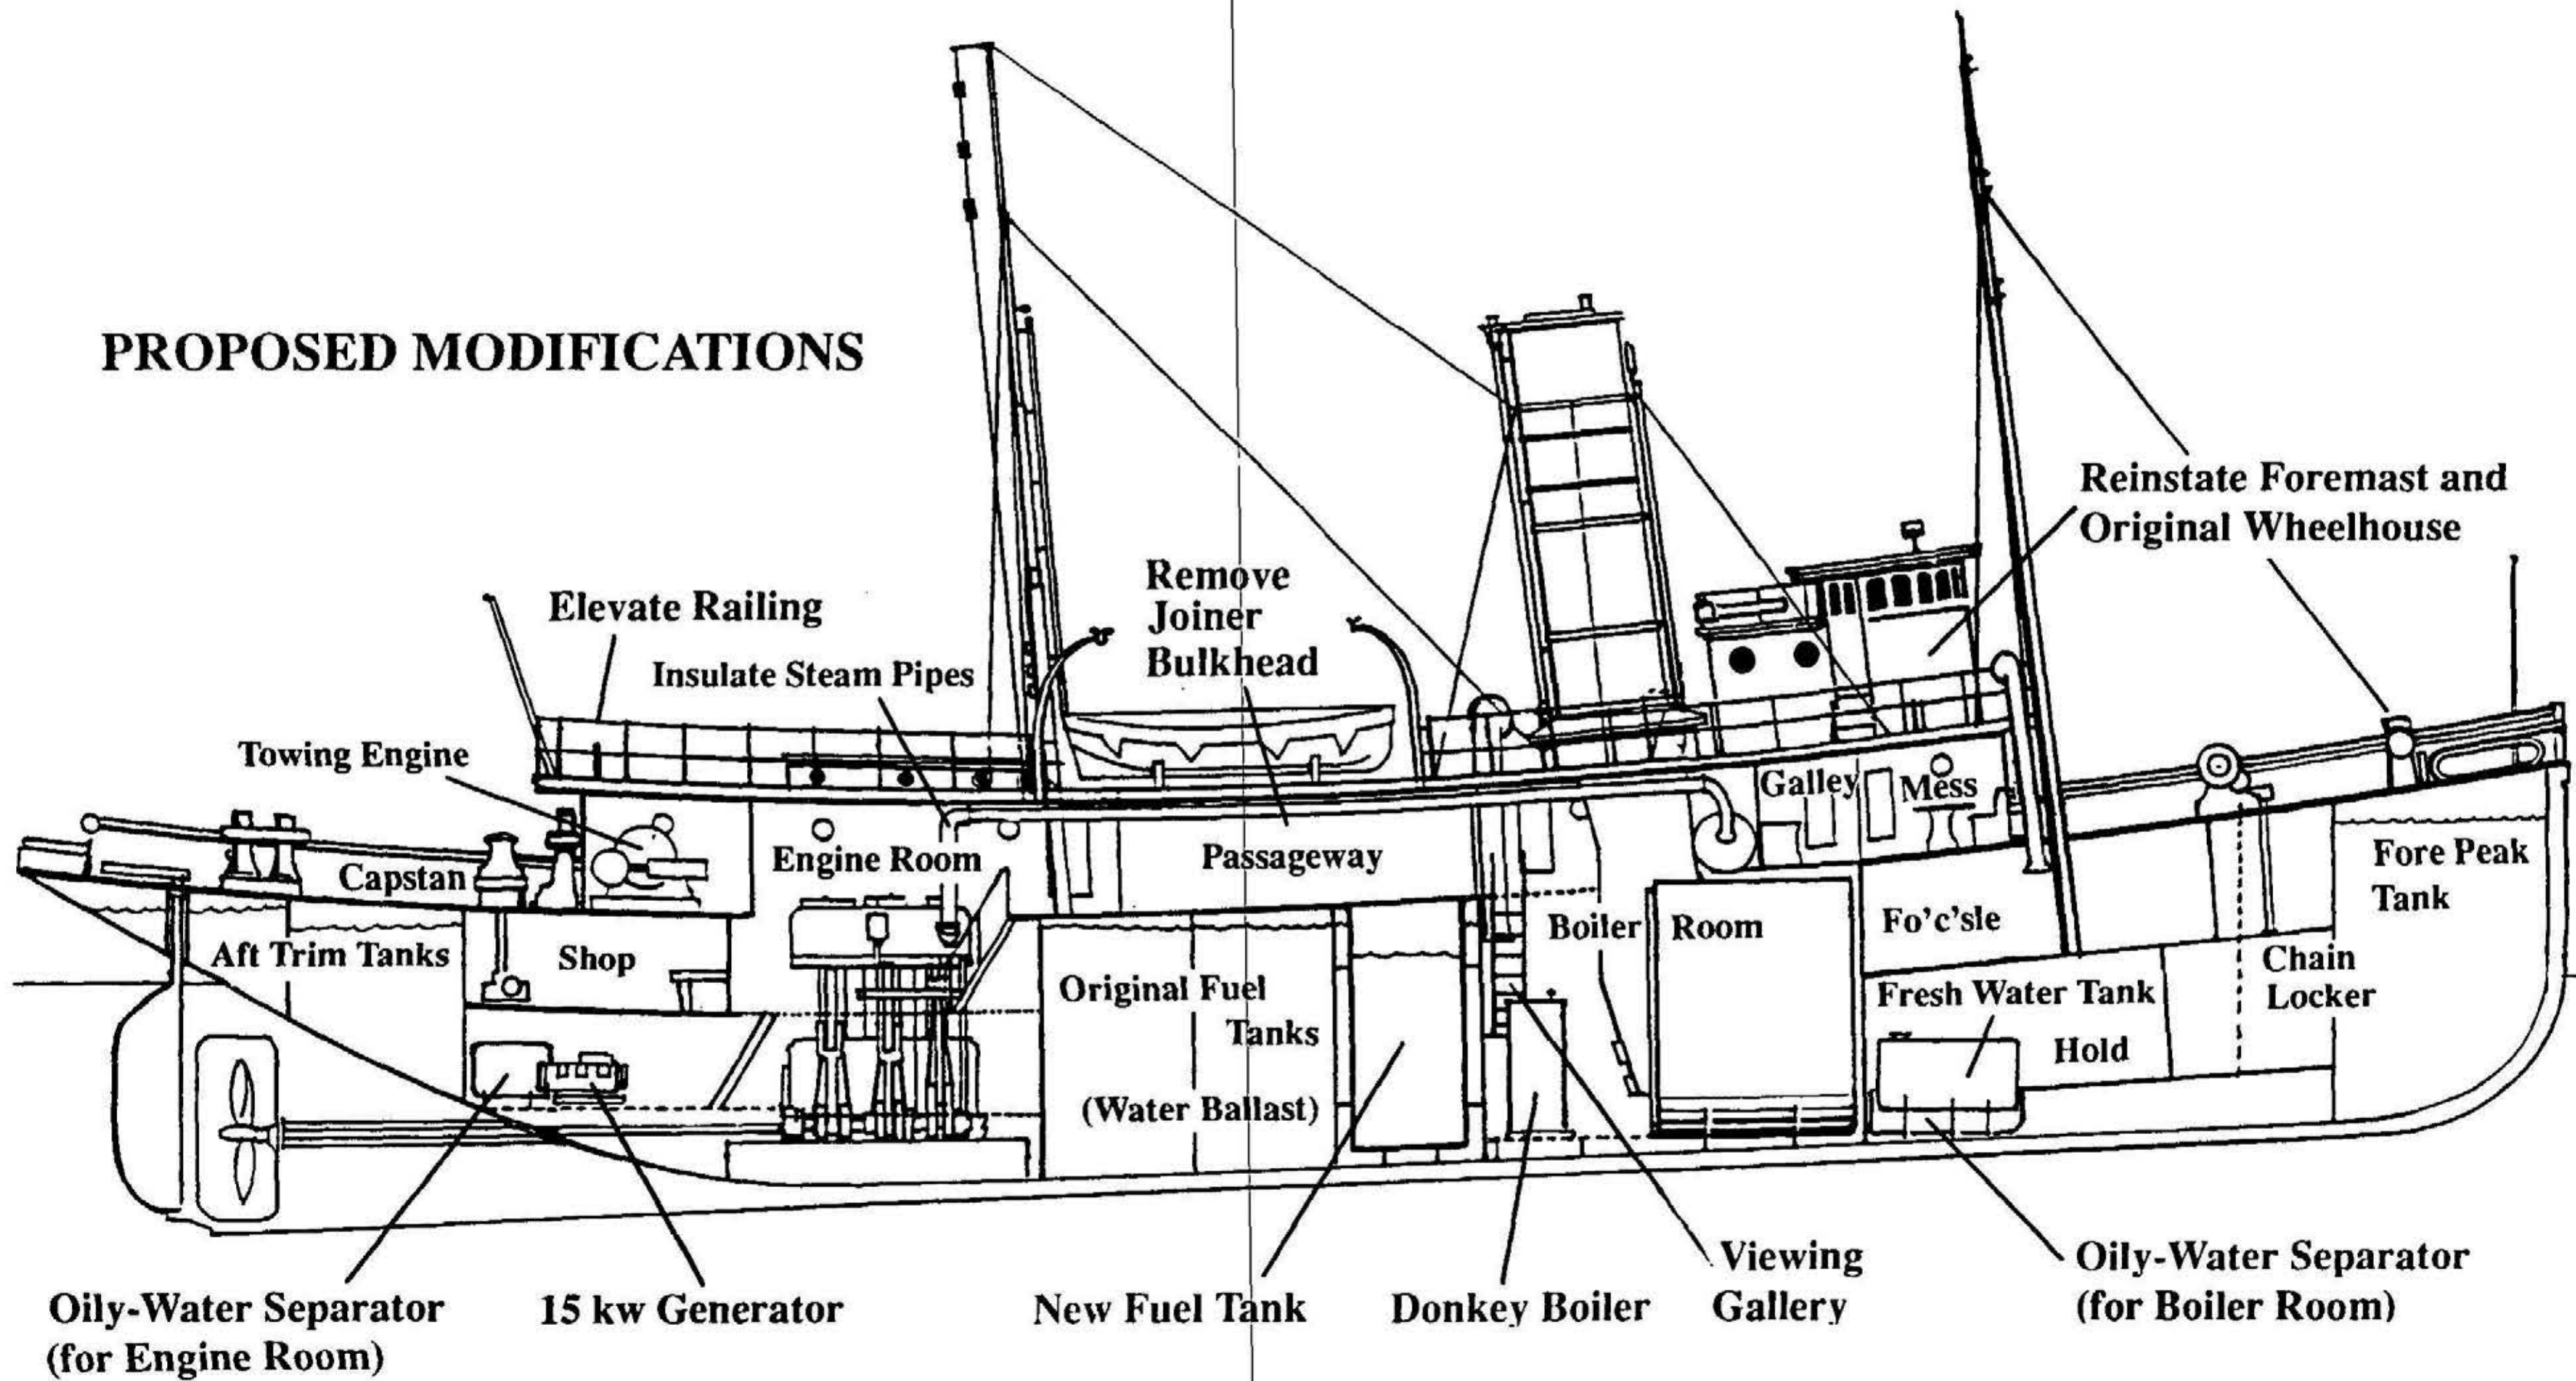 PROPOSED MODIFICATIONS
Reinstate Foremast and
Original Wheelhouse
Remove
Joiner
Bulkhead
Elevate Railing
Insulate Steam Pipes
Towing Engine
Galley
Mess
Capstan
Engine Room
Passageway
Fore Peak
Tank
Aft Trim Tanks
Shop
Boiler Room
Fo'c'sle
Original Fuel
Tanks
(Water Ballast)
Fresh Water Tank
Hold
Chain
Locker
Oily-Water Separator
(for Engine Room)
15 kw Generator
New Fuel Tank
Donkey Boiler
Viewing
Gallery
Oily-Water Separator
(for Boiler Room)